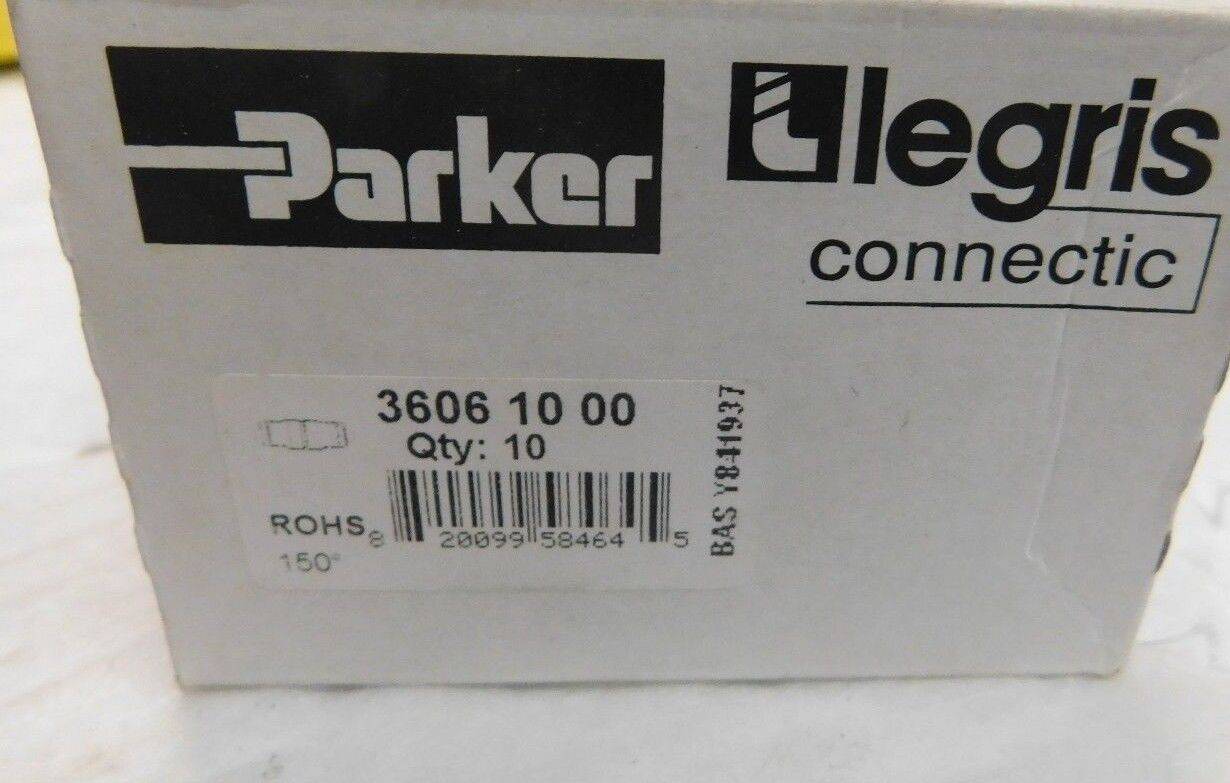 Parker
legris
connectic
3606 10 00
Qty: 10
ROHS
8 20099 58464 5
150°
BAS Y841937